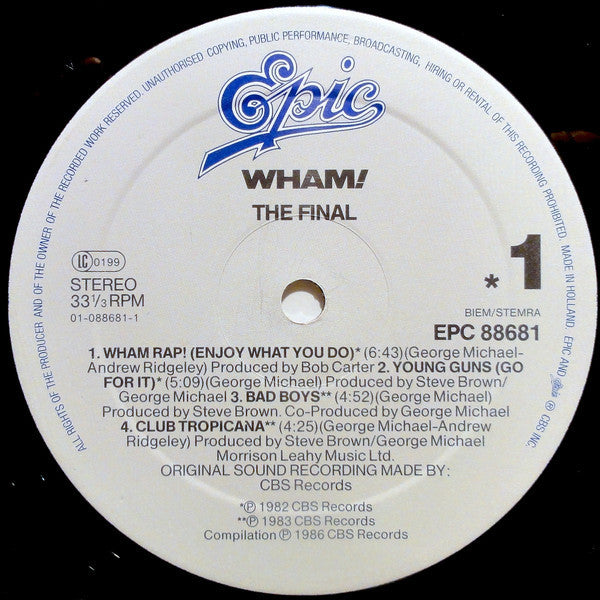 ALL RIGHTS OF THE PRODUCER AND OF THE OWNER OF THE RECORDED WORK RESERVED. UNAUTHORISED COPYING, PUBLIC PERFORMANCE, BROADCASTING, HIRING OR RENTAL OF THIS RECORDING PROHIBITED. MADE IN HOLLAND. EPIC AND Epic ® CBS INC.
Epic
WHAM!
THE FINAL
LC 0199
STEREO
33 1/3 RPM
01-088681-1
* 1
BIEM/STEMRA
EPC 88681
1. WHAM RAP! (ENJOY WHAT YOU DO)* (6:43)(George Michael-
Andrew Ridgeley) Produced by Bob Carter 2. YOUNG GUNS (GO
FOR IT)* (5:09)(George Michael) Produced by Steve Brown/
George Michael 3. BAD BOYS** (4:52)(George Michael)
Produced by Steve Brown. Co-Produced by George Michael.
4. CLUB TROPICANA** (4:25)(George Michael-Andrew
Ridgeley) Produced by Steve Brown/George Michael
Morrison Leahy Music Ltd.
ORIGINAL SOUND RECORDING MADE BY:
CBS Records
*℗ 1982 CBS Records
**℗ 1983 CBS Records
Compilation ℗ 1986 CBS Records